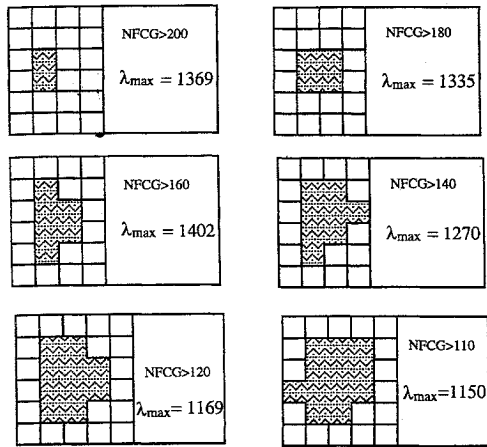 NFCG>200
λmax = 1369
NFCG>180
λmax = 1335
NFCG>160
λmax = 1402
NFCG>140
λmax = 1270
NFCG>120
λmax= 1169
NFCG>110
λmax=1150